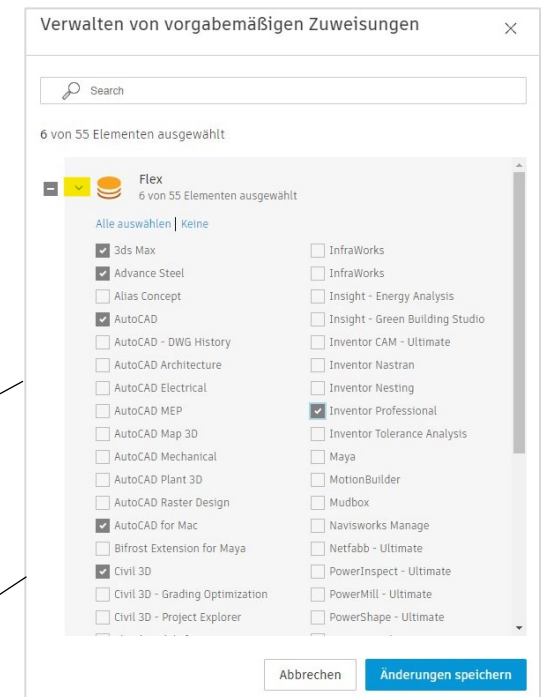 Verwalten von vorgabemäßigen Zuweisungen
Search
6 von 55 Elementen ausgewählt
Flex
6 von 55 Elementen ausgewählt
Alle auswählen | Keine
3ds Max
Advance Steel
Alias Concept
AutoCAD
AutoCAD - DWG History
AutoCAD Architecture
AutoCAD Electrical
AutoCAD MEP
AutoCAD Map 3D
AutoCAD Mechanical
AutoCAD Plant 3D
AutoCAD Raster Design
AutoCAD for Mac
Bifrost Extension for Maya
Civil 3D
Civil 3D - Grading Optimization
Civil 3D - Project Explorer
InfraWorks
InfraWorks
Insight - Energy Analysis
Insight - Green Building Studio
Inventor CAM - Ultimate
Inventor Nastran
Inventor Nesting
Inventor Professional
Inventor Tolerance Analysis
Maya
MotionBuilder
Mudbox
Navisworks Manage
Netfabb - Ultimate
PowerInspect - Ultimate
PowerMill - Ultimate
PowerShape - Ultimate
Abbrechen
Änderungen speichern